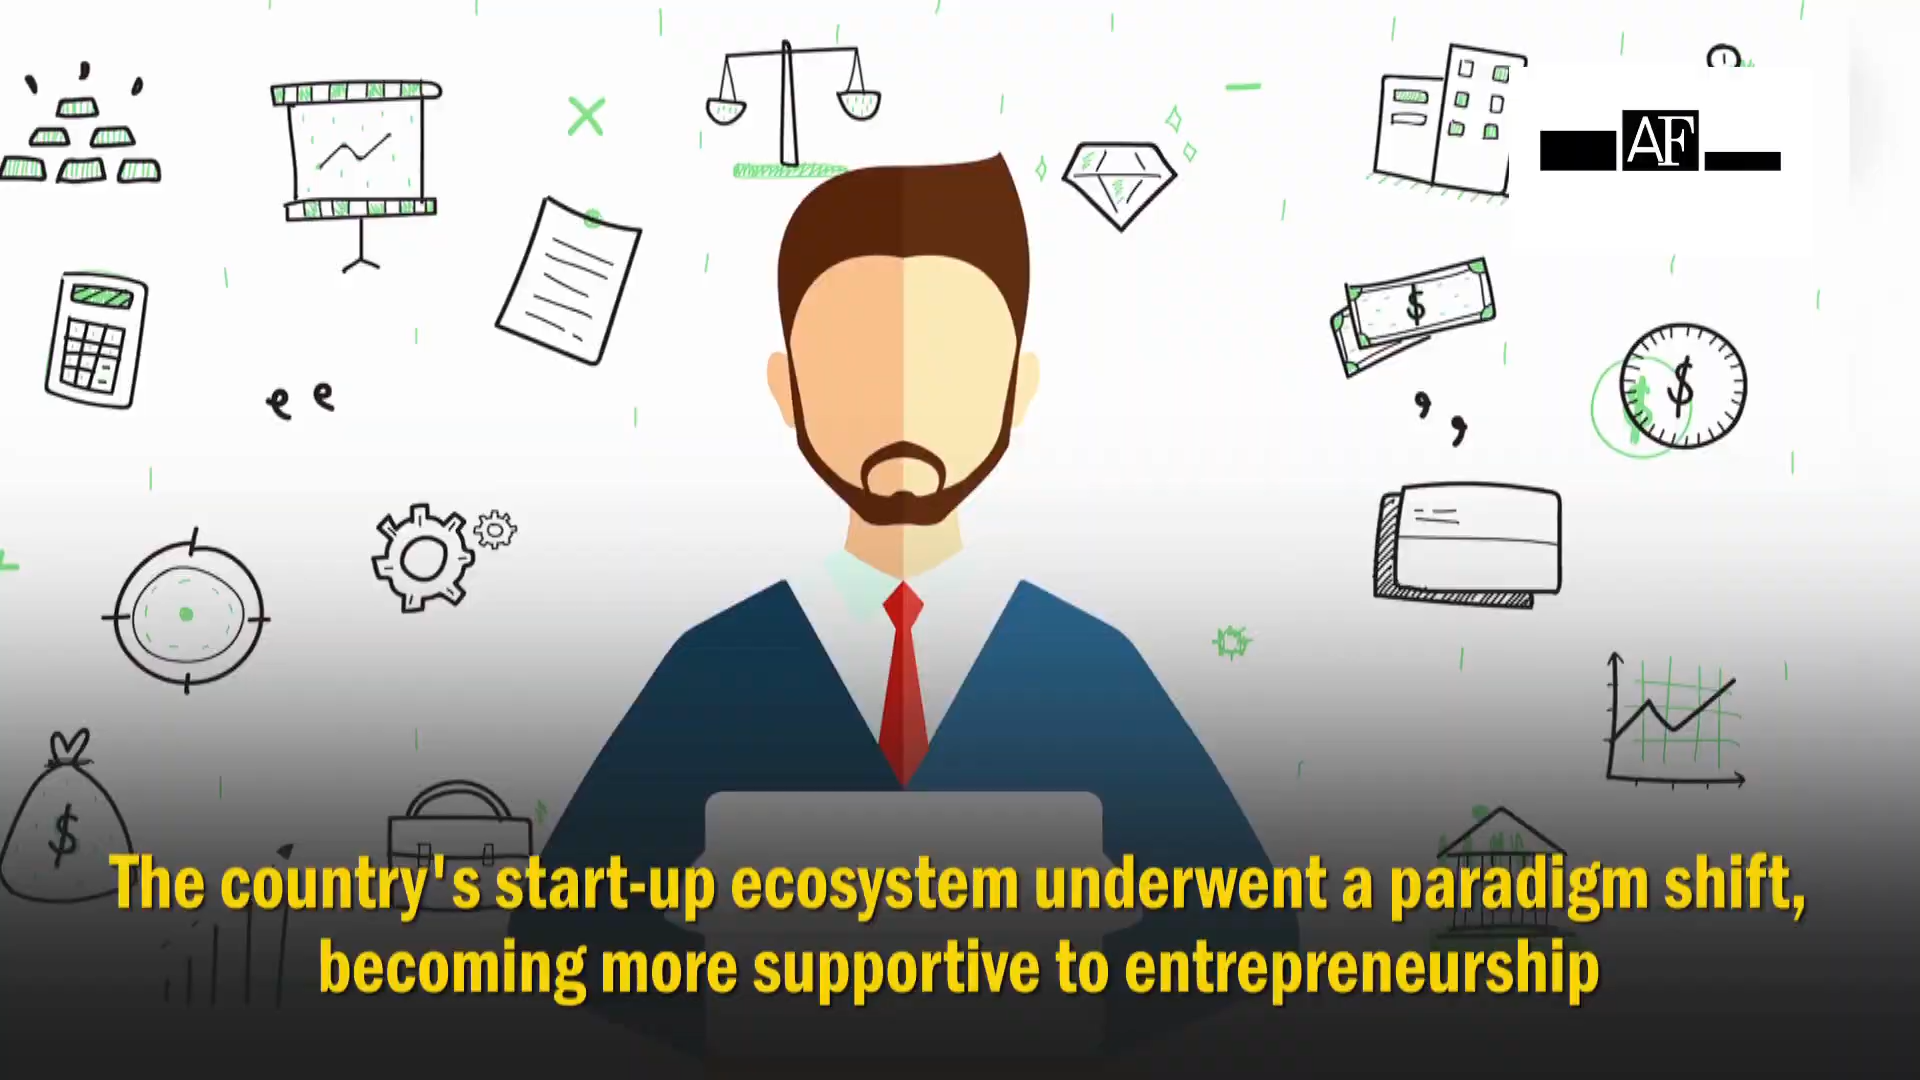 AF
$
$
$
The country's start-up ecosystem underwent a paradigm shift,
becoming more supportive to entrepreneurship